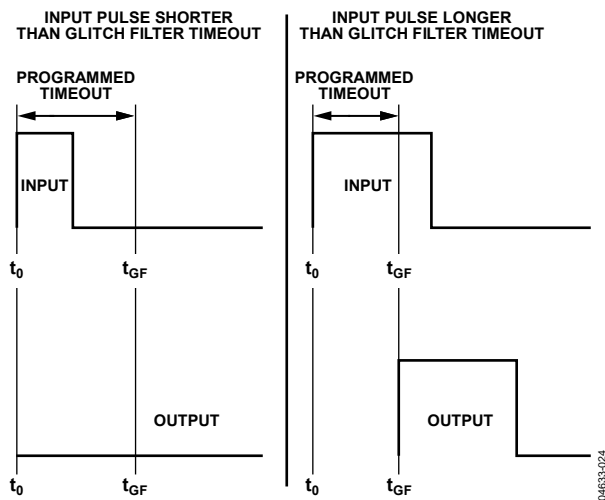 INPUT PULSE SHORTER
THAN GLITCH FILTER TIMEOUT
INPUT PULSE LONGER
THAN GLITCH FILTER TIMEOUT
PROGRAMMED
TIMEOUT
PROGRAMMED
TIMEOUT
INPUT
INPUT
t0
tGF
t0
tGF
OUTPUT
OUTPUT
t0
tGF
t0
tGF
04633-024